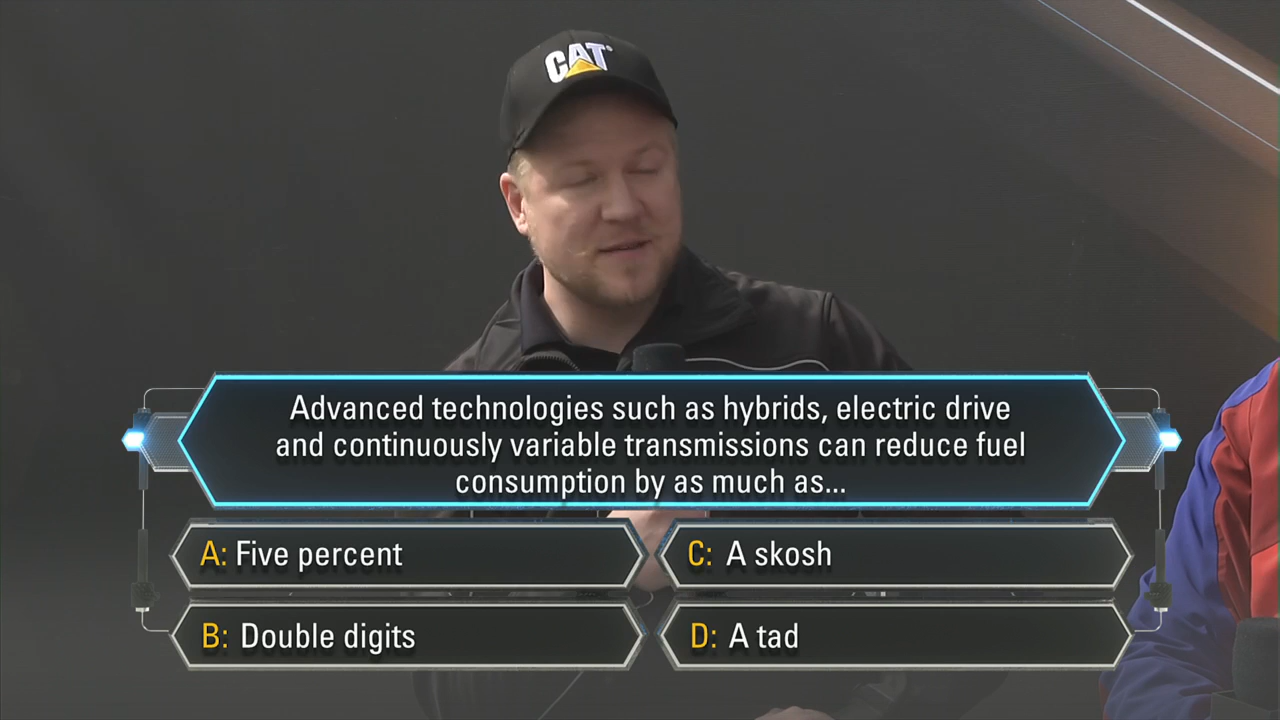 CAT
Advanced technologies such as hybrids, electric drive
and continuously variable transmissions can reduce fuel
consumption by as much as...
A: Five percent
C: A skosh
B: Double digits
D: A tad